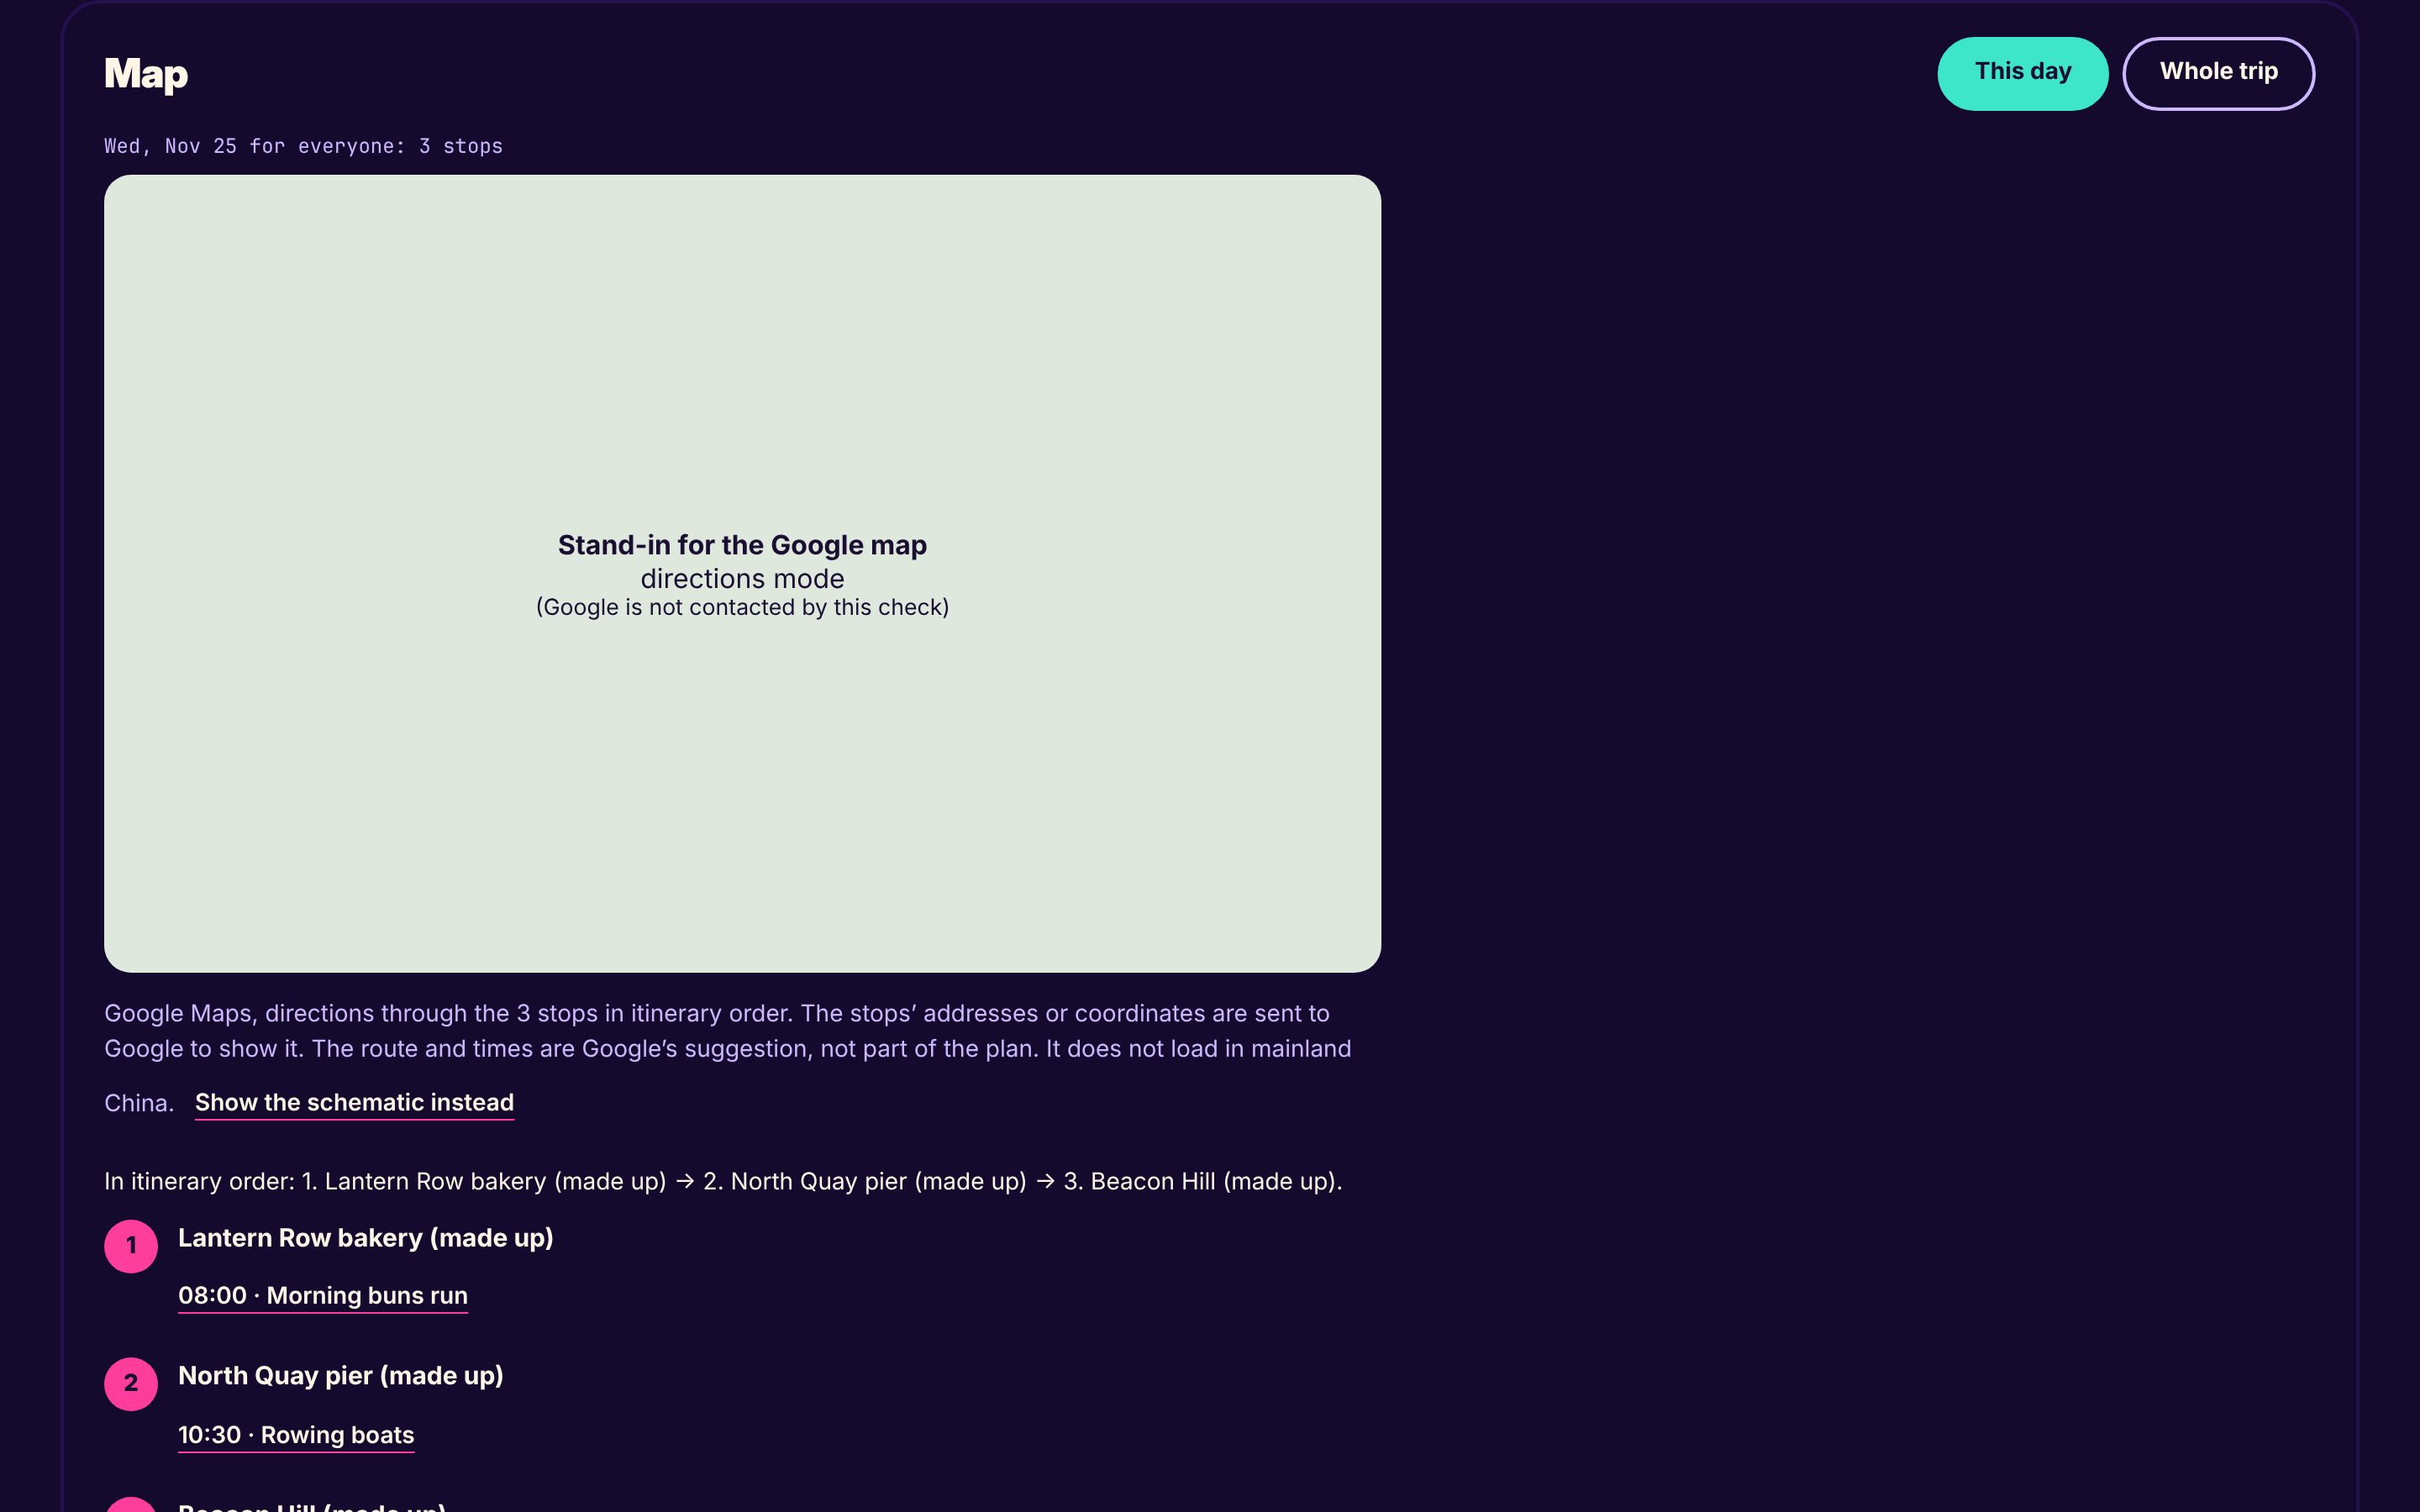 Map
This day
Whole trip
Wed, Nov 25 for everyone: 3 stops
Stand-in for the Google map
directions mode
(Google is not contacted by this check)
Google Maps, directions through the 3 stops in itinerary order. The stops’ addresses or coordinates are sent to
Google to show it. The route and times are Google’s suggestion, not part of the plan. It does not load in mainland
China. Show the schematic instead
In itinerary order: 1. Lantern Row bakery (made up) → 2. North Quay pier (made up) → 3. Beacon Hill (made up).
1 Lantern Row bakery (made up)
08:00 · Morning buns run
2 North Quay pier (made up)
10:30 · Rowing boats
Beacon Hill (made up)